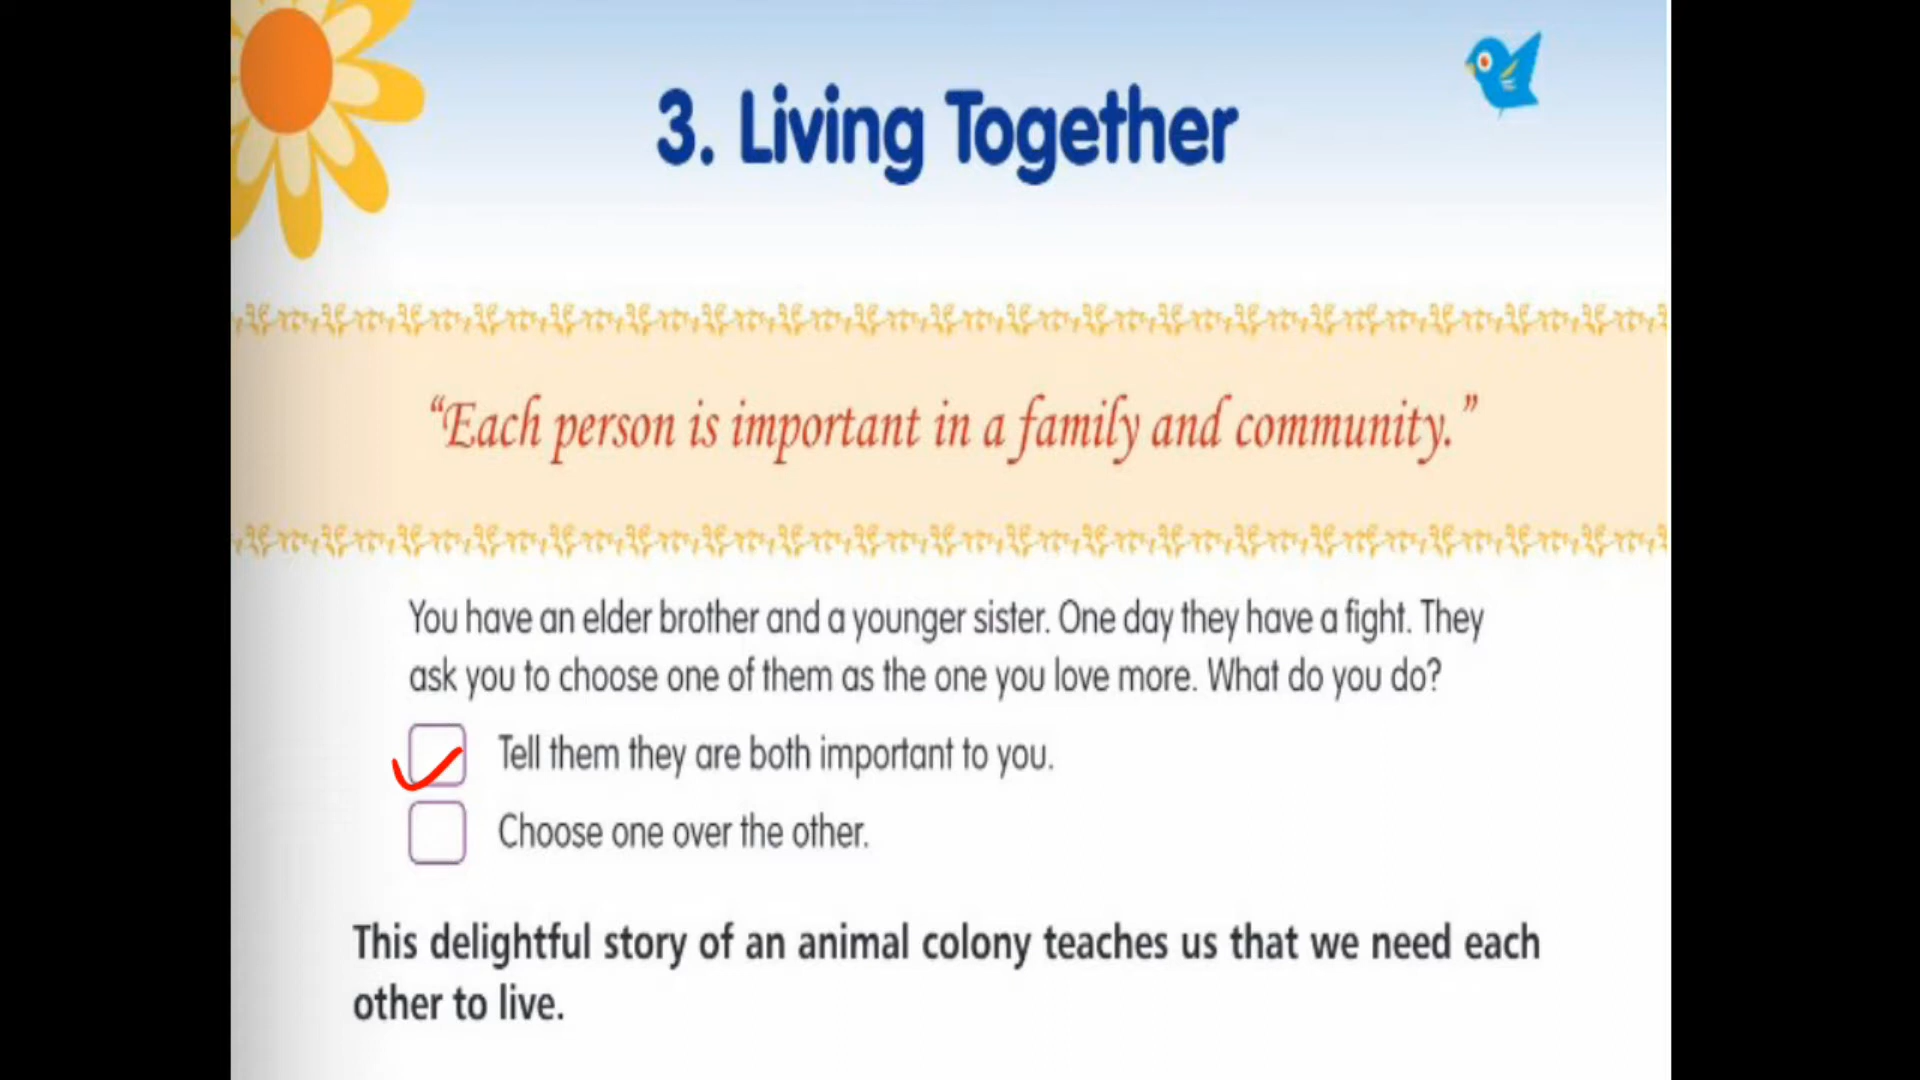 3. Living Together
“Each person is important in a family and community.”
You have an elder brother and a younger sister. One day they have a fight. They
ask you to choose one of them as the one you love more. What do you do?
Tell them they are both important to you.
Choose one over the other.
This delightful story of an animal colony teaches us that we need each
other to live.